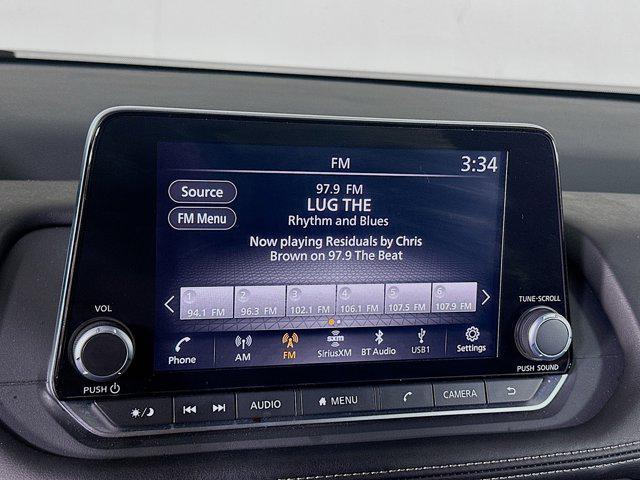 FM 3:34
Source
FM Menu
97.9 FM
LUG THE
Rhythm and Blues
Now playing Residuals by Chris
Brown on 97.9 The Beat
1 2 3 4 5 6
94.1 FM 96.3 FM 102.1 FM 106.1 FM 107.5 FM 107.9 FM
Phone AM FM sxm SiriusXM BT Audio USB1 Settings
VOL
PUSH
TUNE-SCROLL
PUSH SOUND
AUDIO MENU CAMERA